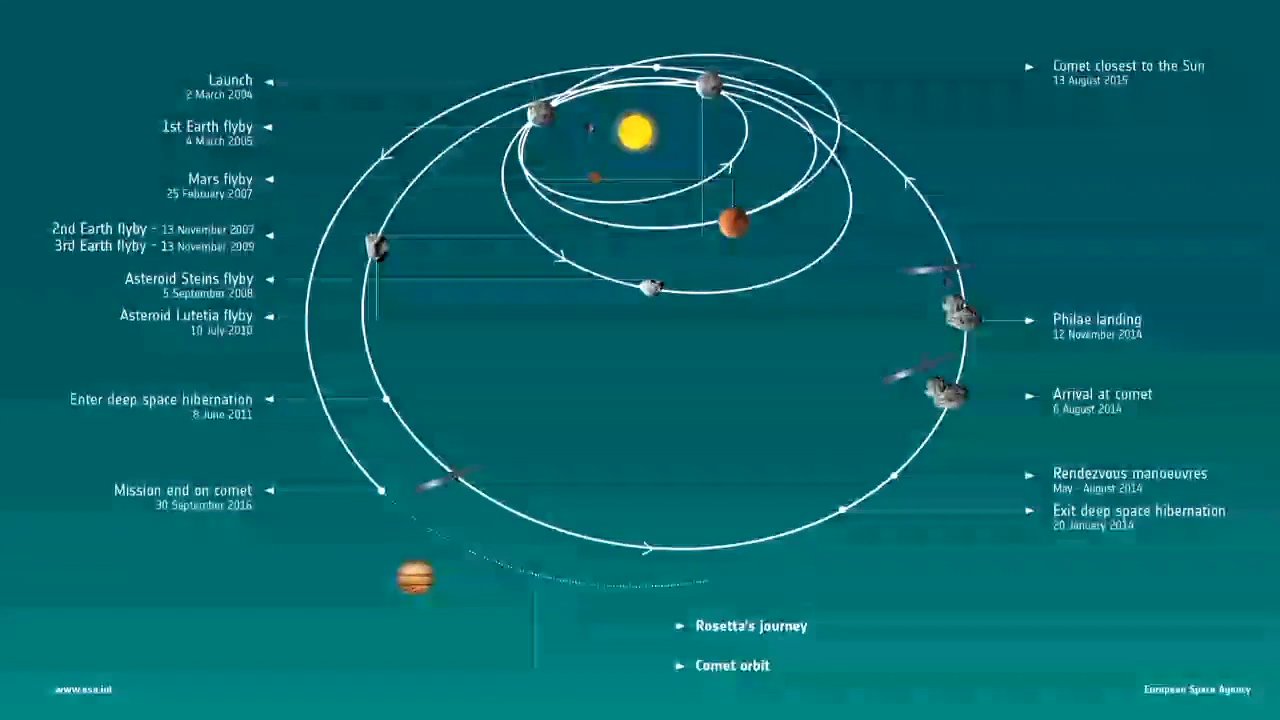 Launch
2 March 2004
1st Earth flyby
4 March 2005
Mars flyby
25 February 2007
2nd Earth flyby - 13 November 2007
3rd Earth flyby - 13 November 2009
Asteroid Steins flyby
5 September 2008
Asteroid Lutetia flyby
10 July 2010
Enter deep space hibernation
8 June 2011
Mission end on comet
30 September 2016
Comet closest to the Sun
13 August 2015
Philae landing
12 November 2014
Arrival at comet
6 August 2014
Rendezvous manoeuvres
May - August 2014
Exit deep space hibernation
20 January 2014
Rosetta's journey
Comet orbit
www.esa.int
European Space Agency